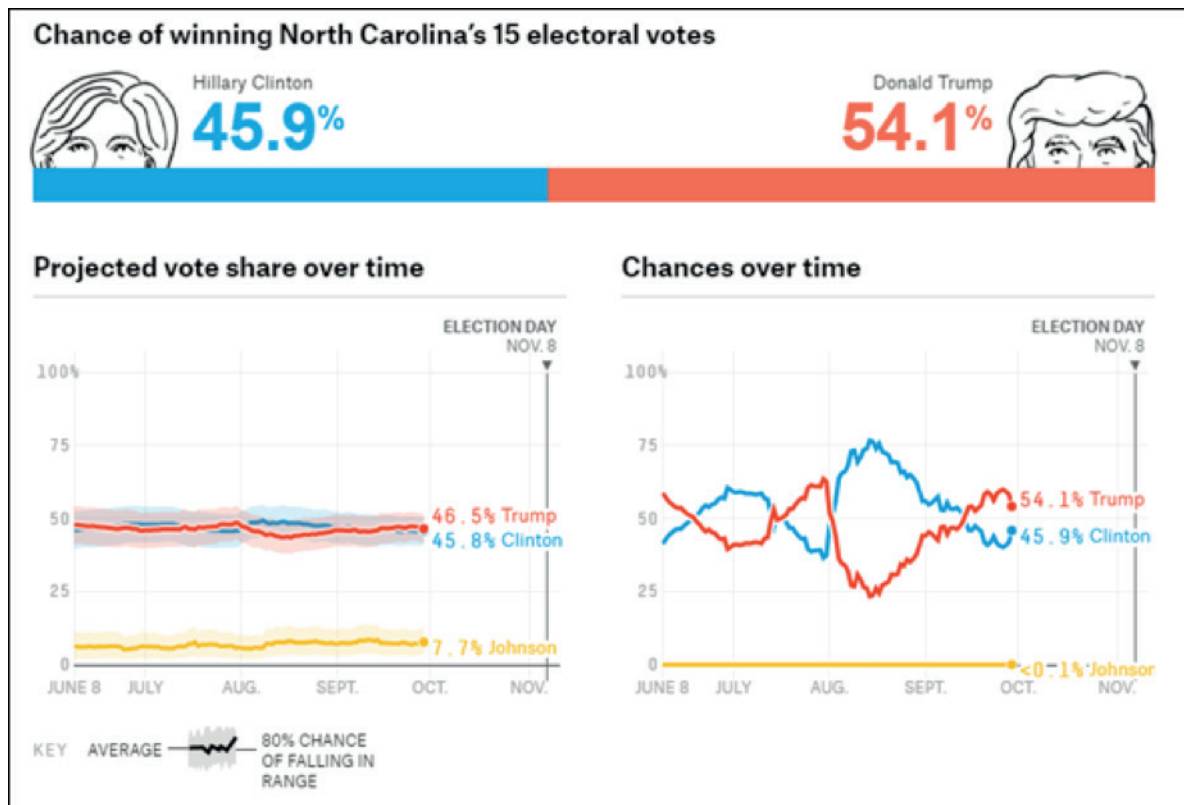 Chance of winning North Carolina's 15 electoral votes
Hillary Clinton
45.9%
Donald Trump
54.1%
Projected vote share over time
ELECTION DAY
NOV. 8
100%
75
50
25
0
46.5% Trump
45.8% Clinton
7.7% Johnson
JUNE 8 JULY AUG. SEPT. OCT. NOV.
Chances over time
ELECTION DAY
NOV. 8
100%
75
50
25
0
54.1% Trump
45.9% Clinton
<0.1% Johnson
JUNE 8 JULY AUG. SEPT. OCT. NOV.
KEY AVERAGE
80% CHANCE
OF FALLING IN
RANGE